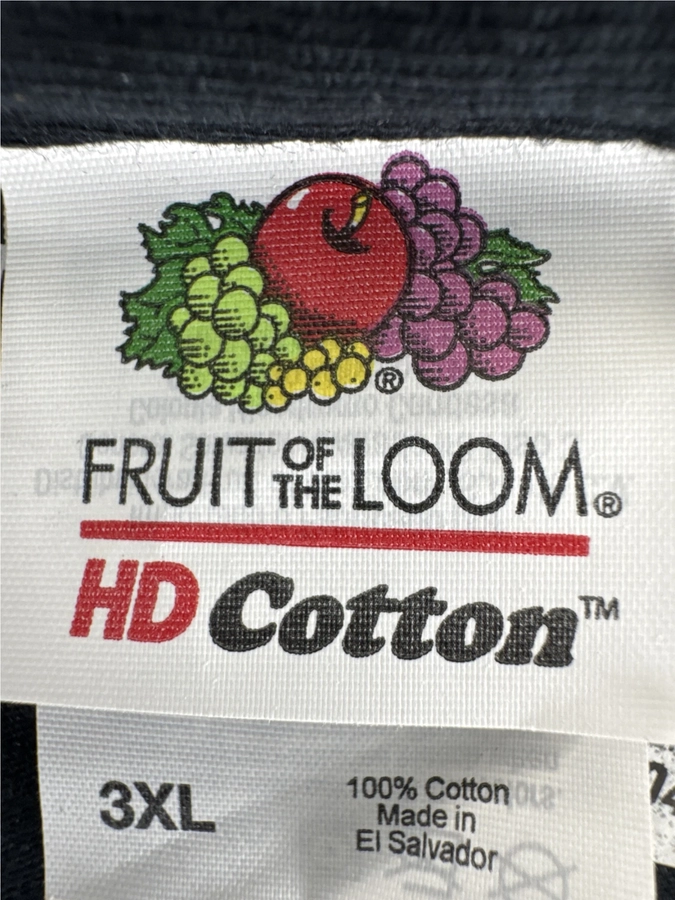 ®
FRUIT OF THE LOOM®
HD Cotton™
3XL
100% Cotton
Made in
El Salvador